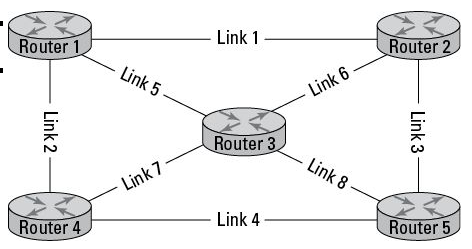 Router 1
Link 1
Router 2
Link 5
Link 6
Link 2
Router 3
Link 3
Link 7
Link 8
Router 4
Link 4
Router 5